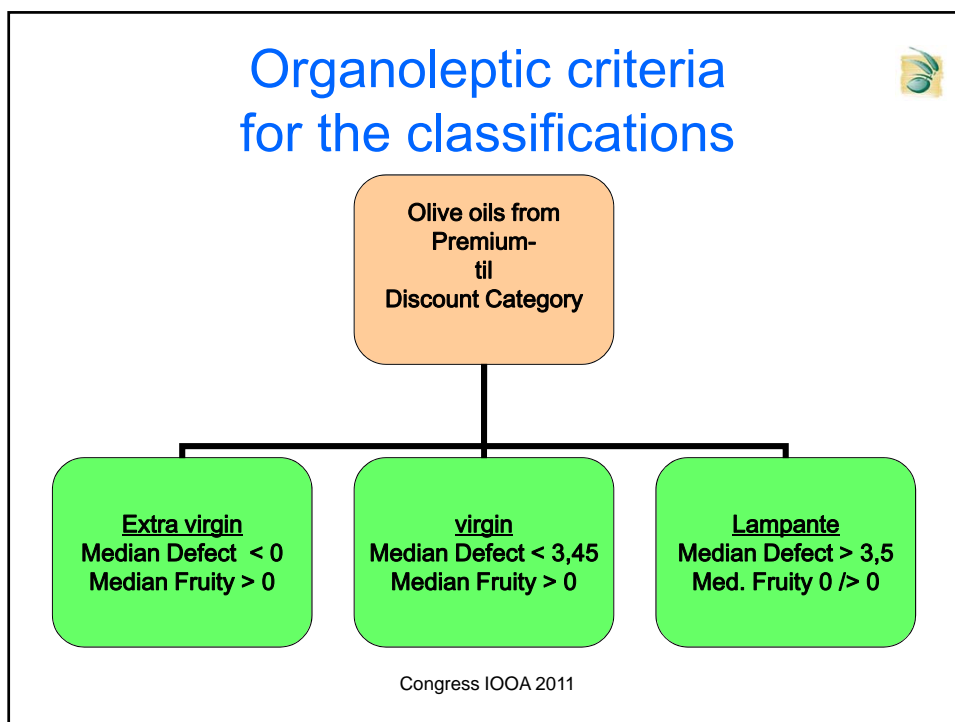 Organoleptic criteria
for the classifications
Olive oils from
Premium-
til
Discount Category
Extra virgin
Median Defect < 0
Median Fruity > 0
virgin
Median Defect < 3,45
Median Fruity > 0
Lampante
Median Defect > 3,5
Med. Fruity 0 /> 0
Congress IOOA 2011